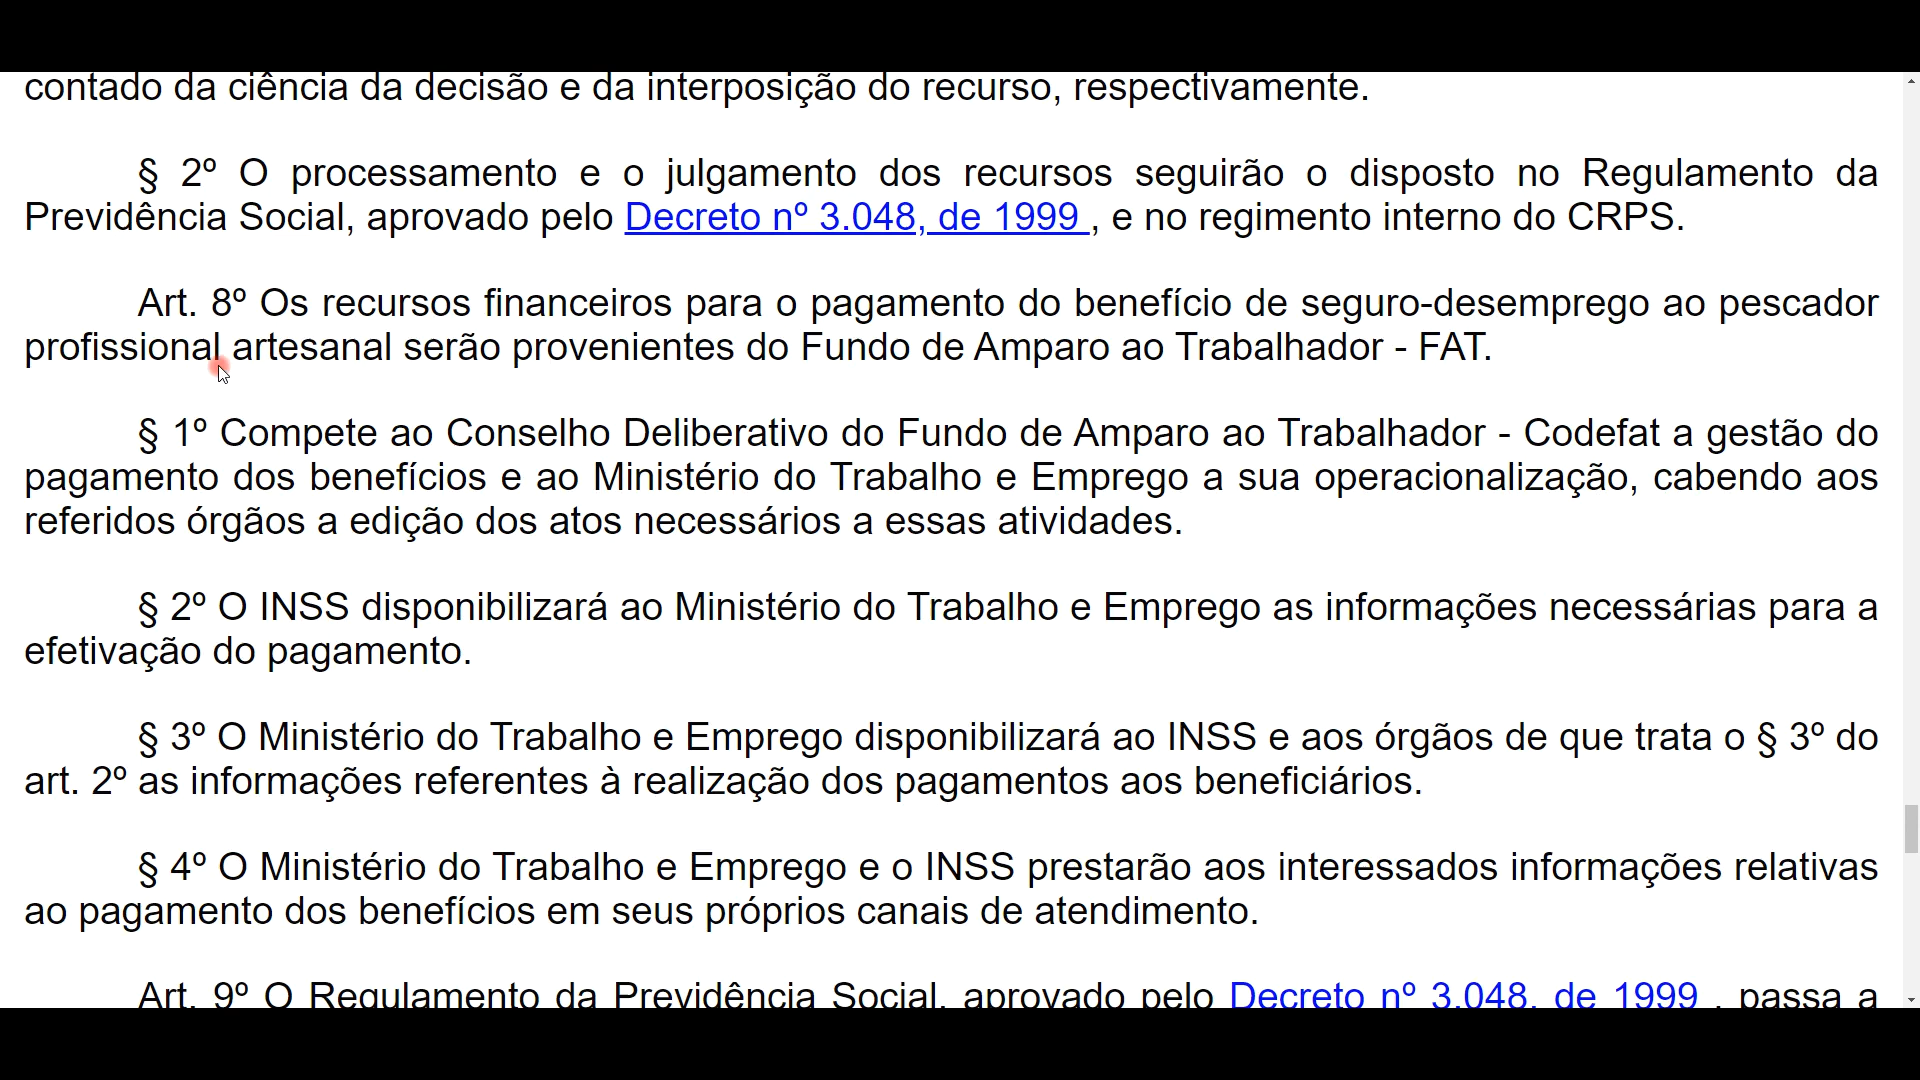 contado da ciência da decisão e da interposição do recurso, respectivamente.
§ 2º O processamento e o julgamento dos recursos seguirão o disposto no Regulamento da
Previdência Social, aprovado pelo Decreto nº 3.048, de 1999 , e no regimento interno do CRPS.
Art. 8º Os recursos financeiros para o pagamento do benefício de seguro-desemprego ao pescador
profissional artesanal serão provenientes do Fundo de Amparo ao Trabalhador - FAT.
§ 1º Compete ao Conselho Deliberativo do Fundo de Amparo ao Trabalhador - Codefat a gestão do
pagamento dos benefícios e ao Ministério do Trabalho e Emprego a sua operacionalização, cabendo aos
referidos órgãos a edição dos atos necessários a essas atividades.
§ 2º O INSS disponibilizará ao Ministério do Trabalho e Emprego as informações necessárias para a
efetivação do pagamento.
§ 3º O Ministério do Trabalho e Emprego disponibilizará ao INSS e aos órgãos de que trata o § 3º do
art. 2º as informações referentes à realização dos pagamentos aos beneficiários.
§ 4º O Ministério do Trabalho e Emprego e o INSS prestarão aos interessados informações relativas
ao pagamento dos benefícios em seus próprios canais de atendimento.
Art. 9º O Regulamento da Previdência Social, aprovado pelo Decreto nº 3.048, de 1999 , passa a